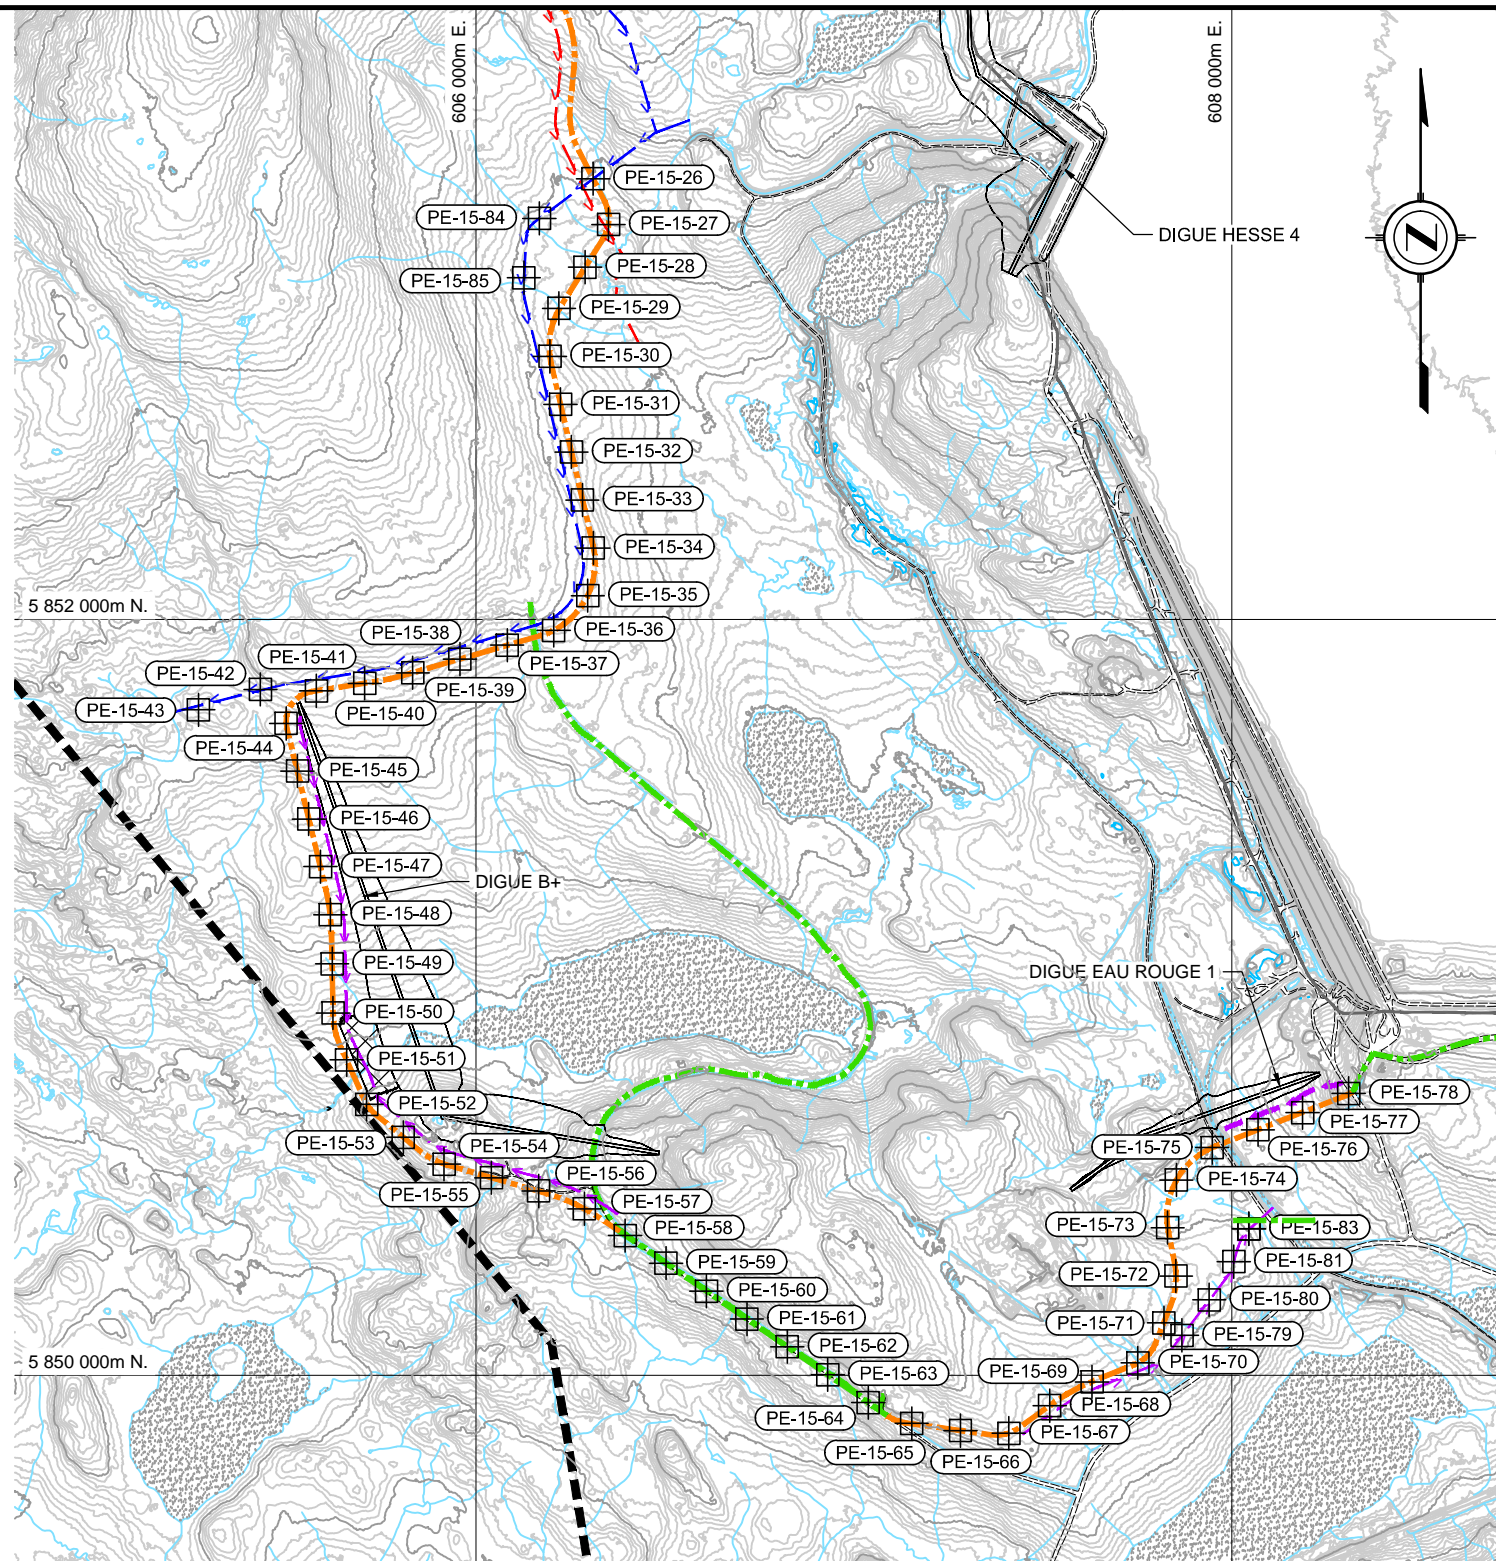 606 000m E.
608 000m E.
PE-15-26
PE-15-84
PE-15-27
DIGUE HESSE 4
PE-15-28
PE-15-85
PE-15-29
PE-15-30
PE-15-31
PE-15-32
PE-15-33
PE-15-34
PE-15-35
5 852 000m N.
PE-15-36
PE-15-38
PE-15-37
PE-15-41
PE-15-42
PE-15-39
PE-15-43
PE-15-40
PE-15-44
PE-15-45
PE-15-46
PE-15-47
DIGUE B+
PE-15-48
PE-15-49
DIGUE EAU ROUGE 1
PE-15-50
PE-15-51
PE-15-78
PE-15-52
PE-15-77
PE-15-53
PE-15-54
PE-15-75
PE-15-76
PE-15-56
PE-15-74
PE-15-55
PE-15-57
PE-15-73
PE-15-83
PE-15-58
PE-15-59
PE-15-81
PE-15-72
PE-15-60
PE-15-80
PE-15-61
PE-15-71
PE-15-79
PE-15-62
5 850 000m N.
PE-15-70
PE-15-69
PE-15-63
PE-15-68
PE-15-64
PE-15-67
PE-15-65
PE-15-66
N